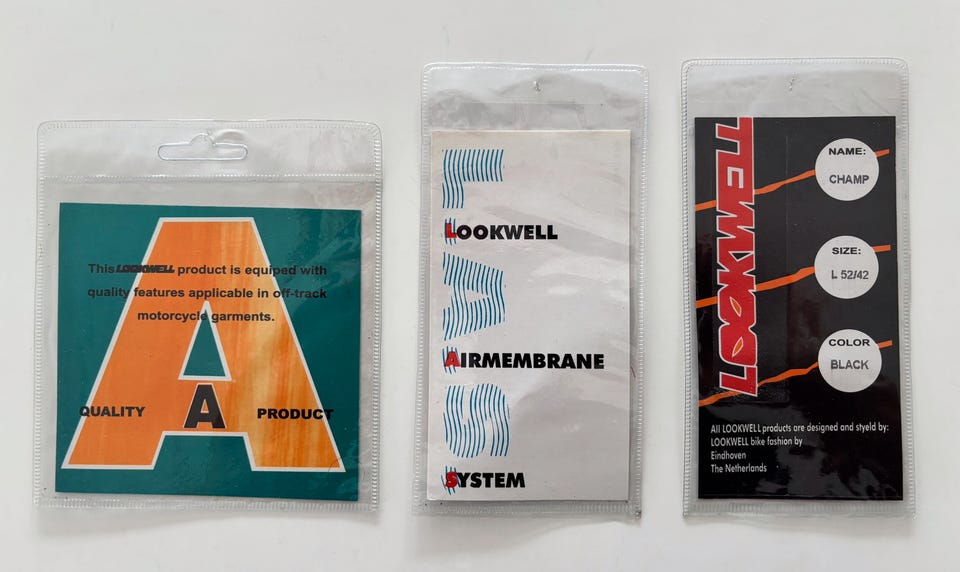 This LOOKWELL product is equiped with
quality features applicable in off-track
motorcycle garments.
A
QUALITY A PRODUCT
L
LOOKWELL
A
AIRMEMBRANE
S
SYSTEM
LOOKWELL
NAME:
CHAMP
SIZE:
L 52/42
COLOR
BLACK
All LOOKWELL products are designed and styeld by:
LOOKWELL bike fashion by
Eindhoven
The Netherlands